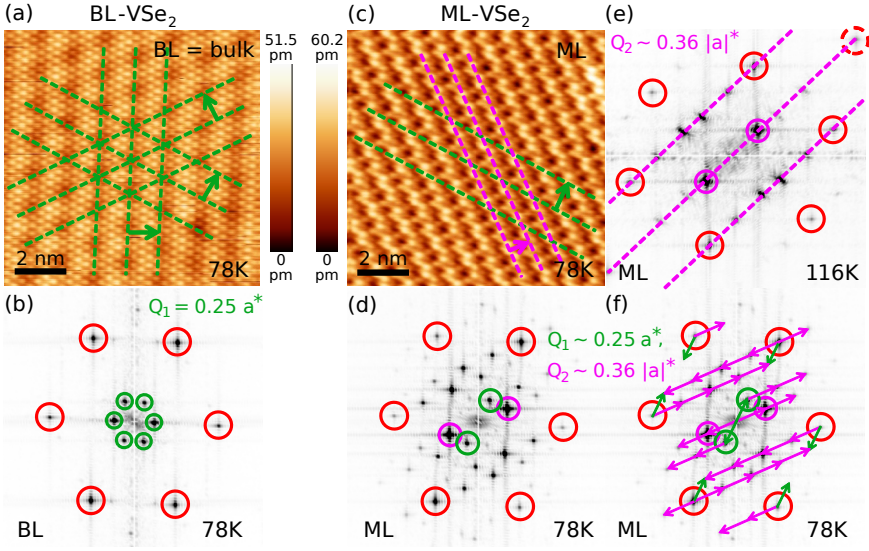 (a) BL-VSe₂
BL = bulk
2 nm
78K
51.5 pm
60.2 pm
0 pm
0 pm
(c) ML-VSe₂
ML
2 nm
78K
(e)
Q₂ ~ 0.36 |a|*
ML
116K
(b)
Q₁ = 0.25 a*
BL
78K
(d)
Q₁ ~ 0.25 a*,
Q₂ ~ 0.36 |a|*
ML
78K
(f)
ML
78K